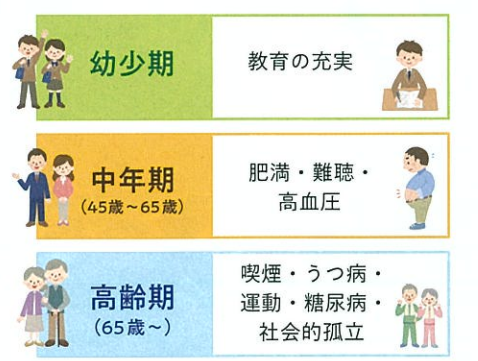 幼少期
教育の充実
中年期
(45歳～65歳)
肥満・難聴・
高血圧
高齢期
(65歳～)
喫煙・うつ病・
運動・糖尿病・
社会的孤立